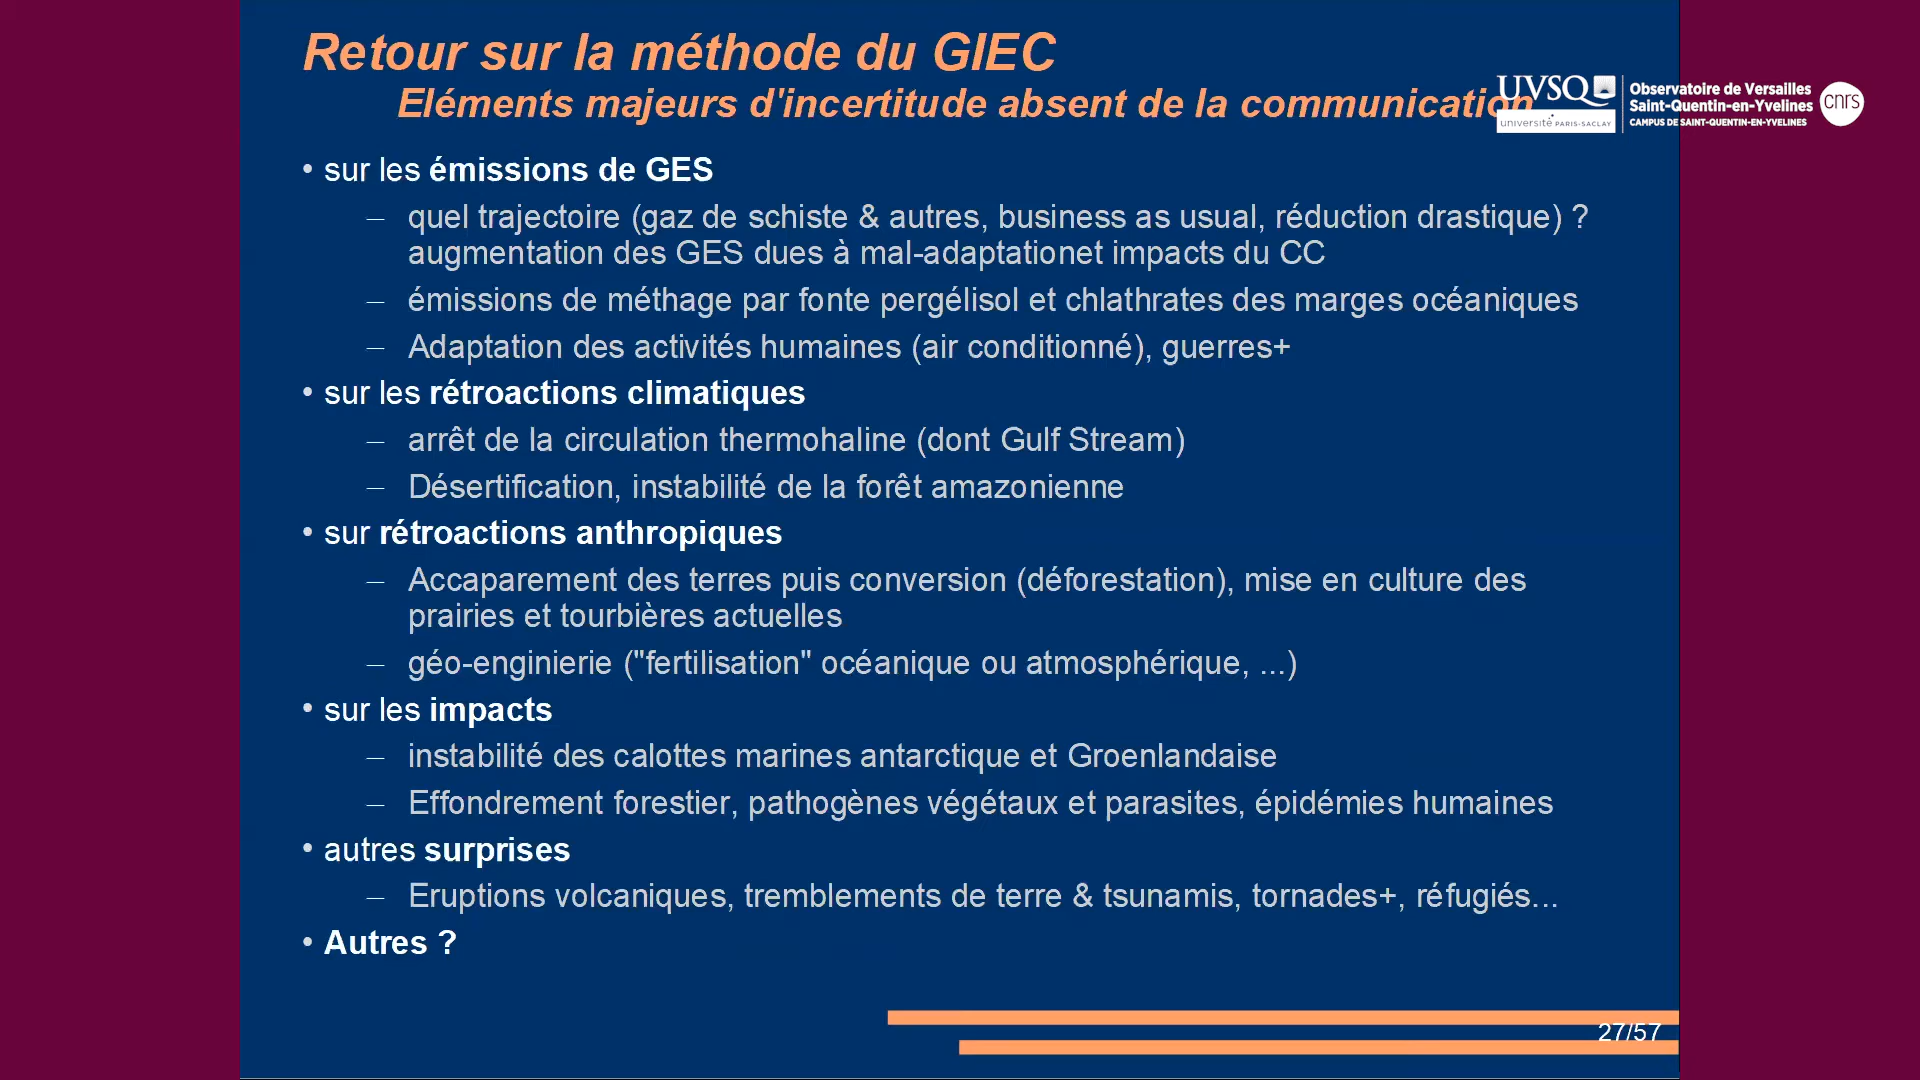 Retour sur la méthode du GIEC
Eléments majeurs d'incertitude absent de la communication
UVSQ
université PARIS-SACLAY
Observatoire de Versailles
Saint-Quentin-en-Yvelines
CAMPUS DE SAINT-QUENTIN-EN-YVELINES
cnrs
• sur les émissions de GES
– quel trajectoire (gaz de schiste & autres, business as usual, réduction drastique) ?
augmentation des GES dues à mal-adaptationet impacts du CC
– émissions de méthage par fonte pergélisol et chlathrates des marges océaniques
– Adaptation des activités humaines (air conditionné), guerres+
• sur les rétroactions climatiques
– arrêt de la circulation thermohaline (dont Gulf Stream)
– Désertification, instabilité de la forêt amazonienne
• sur rétroactions anthropiques
– Accaparement des terres puis conversion (déforestation), mise en culture des
prairies et tourbières actuelles
– géo-enginierie ("fertilisation" océanique ou atmosphérique, ...)
• sur les impacts
– instabilité des calottes marines antarctique et Groenlandaise
– Effondrement forestier, pathogènes végétaux et parasites, épidémies humaines
• autres surprises
– Eruptions volcaniques, tremblements de terre & tsunamis, tornades+, réfugiés...
• Autres ?
27/57